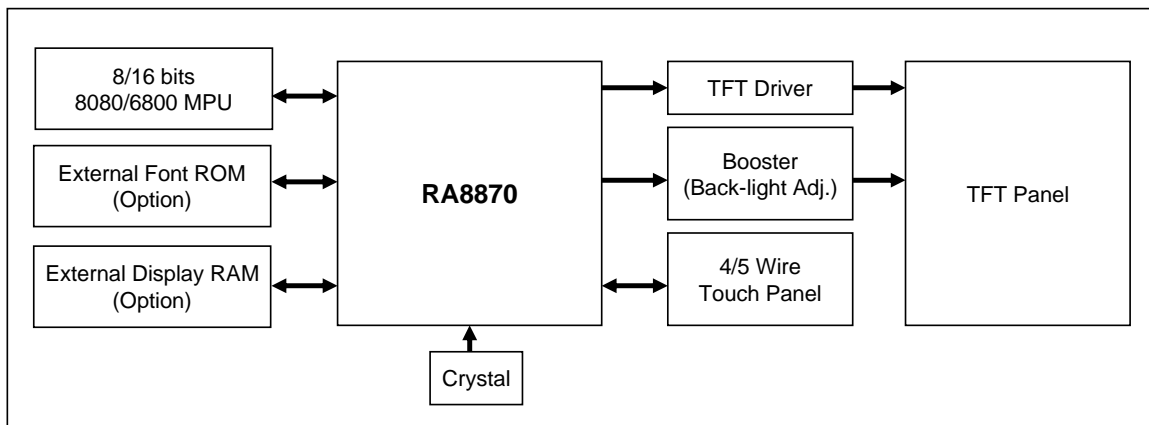 8/16 bits
8080/6800 MPU
External Font ROM
(Option)
External Display RAM
(Option)
RA8870
Crystal
TFT Driver
Booster
(Back-light Adj.)
4/5 Wire
Touch Panel
TFT Panel